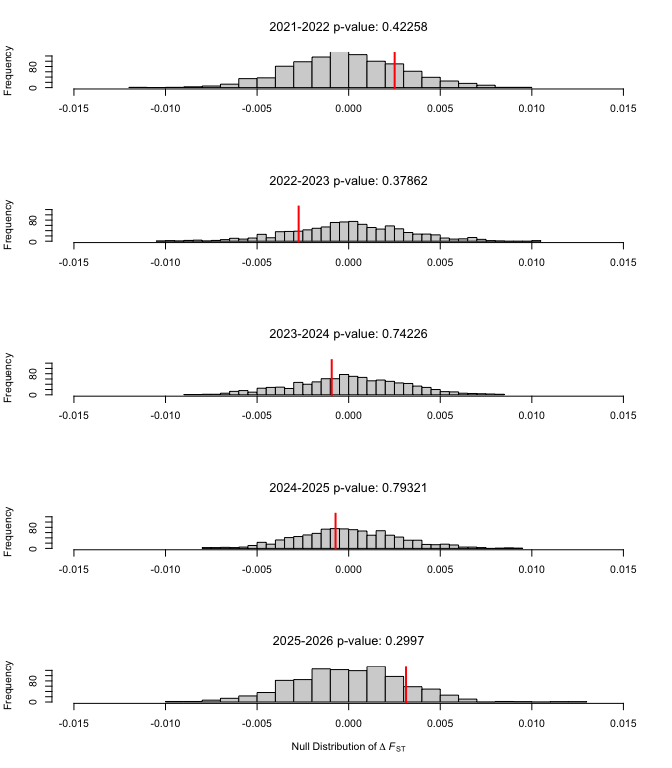 2021-2022 p-value: 0.42258
Frequency
0 80
-0.015 -0.010 -0.005 0.000 0.005 0.010 0.015
2022-2023 p-value: 0.37862
Frequency
0 80
-0.015 -0.010 -0.005 0.000 0.005 0.010 0.015
2023-2024 p-value: 0.74226
Frequency
0 80
-0.015 -0.010 -0.005 0.000 0.005 0.010 0.015
2024-2025 p-value: 0.79321
Frequency
0 80
-0.015 -0.010 -0.005 0.000 0.005 0.010 0.015
2025-2026 p-value: 0.2997
Frequency
0 80
-0.015 -0.010 -0.005 0.000 0.005 0.010 0.015
Null Distribution of Δ FST